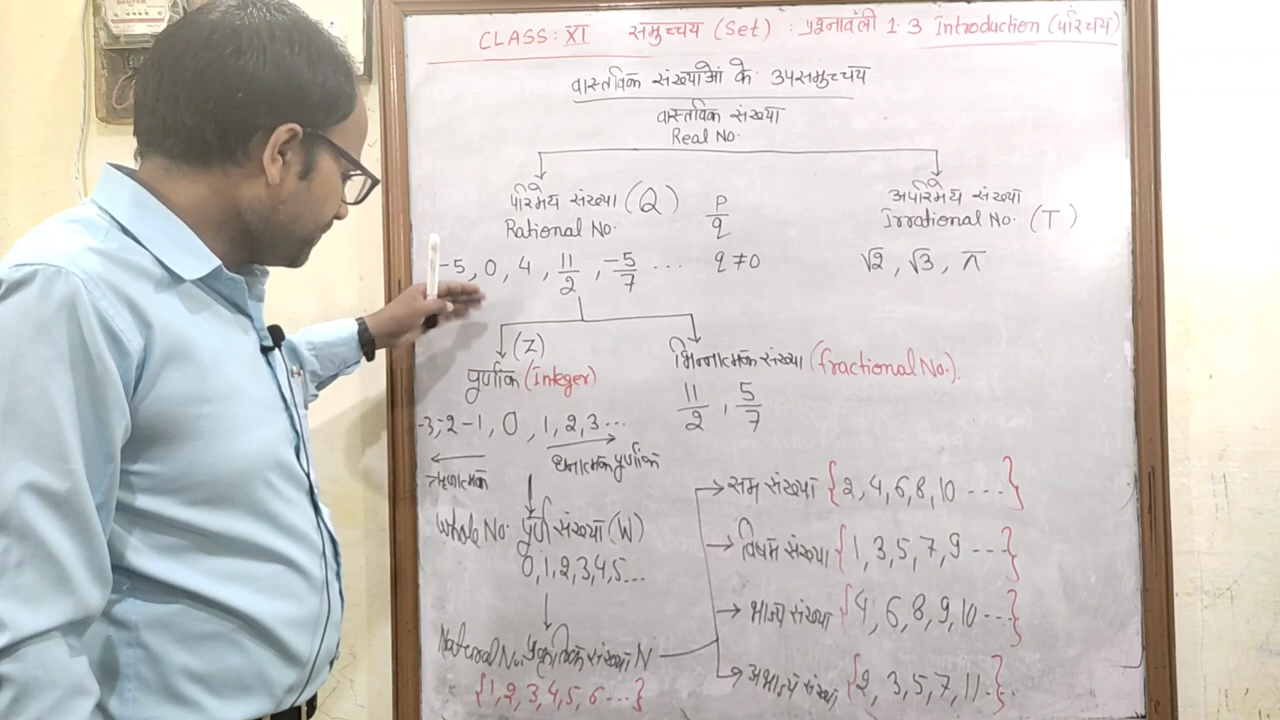 CLASS: XI समुच्चय (Set) : प्रश्नावली 1.3 Introduction (परिचय)
वास्तविक संख्याओं के उपसमुच्चय
वास्तविक संख्या
Real No.
परिमेय संख्या (Q)
Rational No.
p/q
अपरिमेय संख्या
Irrational No. (T)
-5, 0, 4, 11/2, -5/7 ... q ≠ 0
√2, √3, π
(Z)
पूर्णांक (Integer)
भिन्नात्मक संख्या (fractional No.).
11/2, 5/7
-3, -2 -1, 0, 1, 2, 3...
ऋणात्मक
धनात्मक पूर्णांक
Whole No. पूर्ण संख्या (W)
0, 1, 2, 3, 4, 5...
Natural No. प्राकृतिक संख्या N
{1, 2, 3, 4, 5, 6 ...}
सम संख्या {2, 4, 6, 8, 10 ---}
विषम संख्या {1, 3, 5, 7, 9 ---}
भाज्य संख्या {4, 6, 8, 9, 10 ...}
अभाज्य संख्या {2, 3, 5, 7, 11..}.